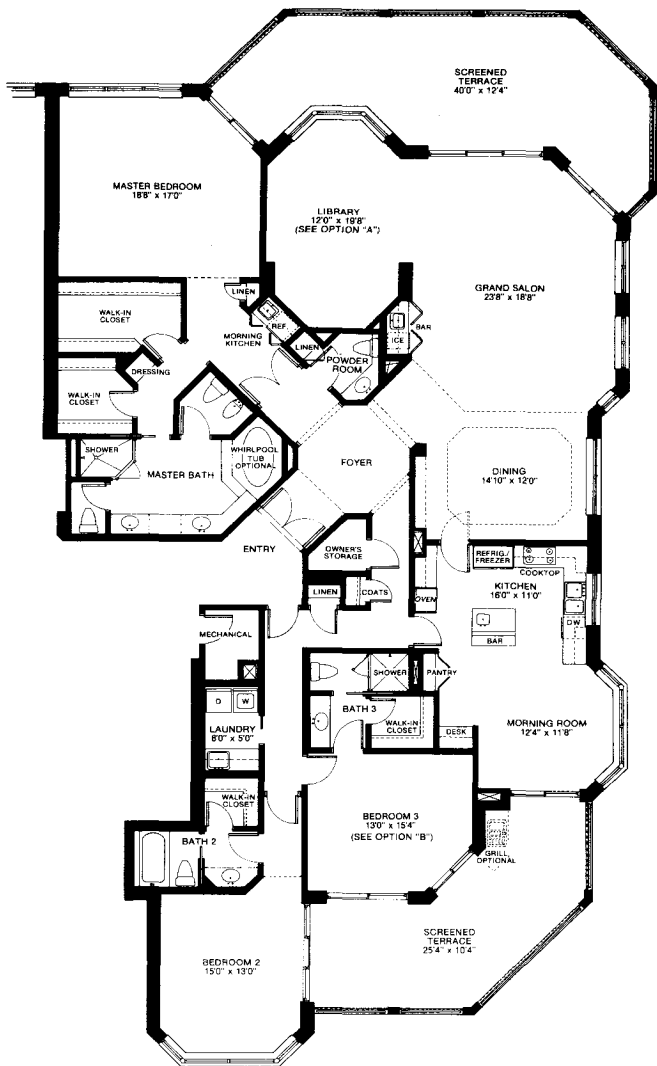 SCREENED
TERRACE
40'0" x 12'4"
MASTER BEDROOM
18'8" x 17'0"
LIBRARY
12'0" x 19'8"
(SEE OPTION "A")
GRAND SALON
23'8" x 18'8"
LINEN
WALK-IN
CLOSET
MORNING
KITCHEN
REF.
LINEN
BAR
ICE
POWDER
ROOM
DRESSING
WALK-IN
CLOSET
SHOWER
WHIRLPOOL
TUB
OPTIONAL
MASTER BATH
FOYER
DINING
14'10" x 12'0"
ENTRY
OWNER'S
STORAGE
REFRIG./
FREEZER
COOKTOP
KITCHEN
16'0" x 11'0"
LINEN
COATS
OVEN
DW
BAR
MECHANICAL
SHOWER
PANTRY
D
W
BATH 3
WALK-IN
CLOSET
LAUNDRY
8'0" x 5'0"
DESK
MORNING ROOM
12'4" x 11'8"
WALK-IN
CLOSET
BEDROOM 3
13'0" x 15'4"
(SEE OPTION "B")
BATH 2
GRILL
OPTIONAL
SCREENED
TERRACE
25'4" x 10'4"
BEDROOM 2
15'0" x 13'0"